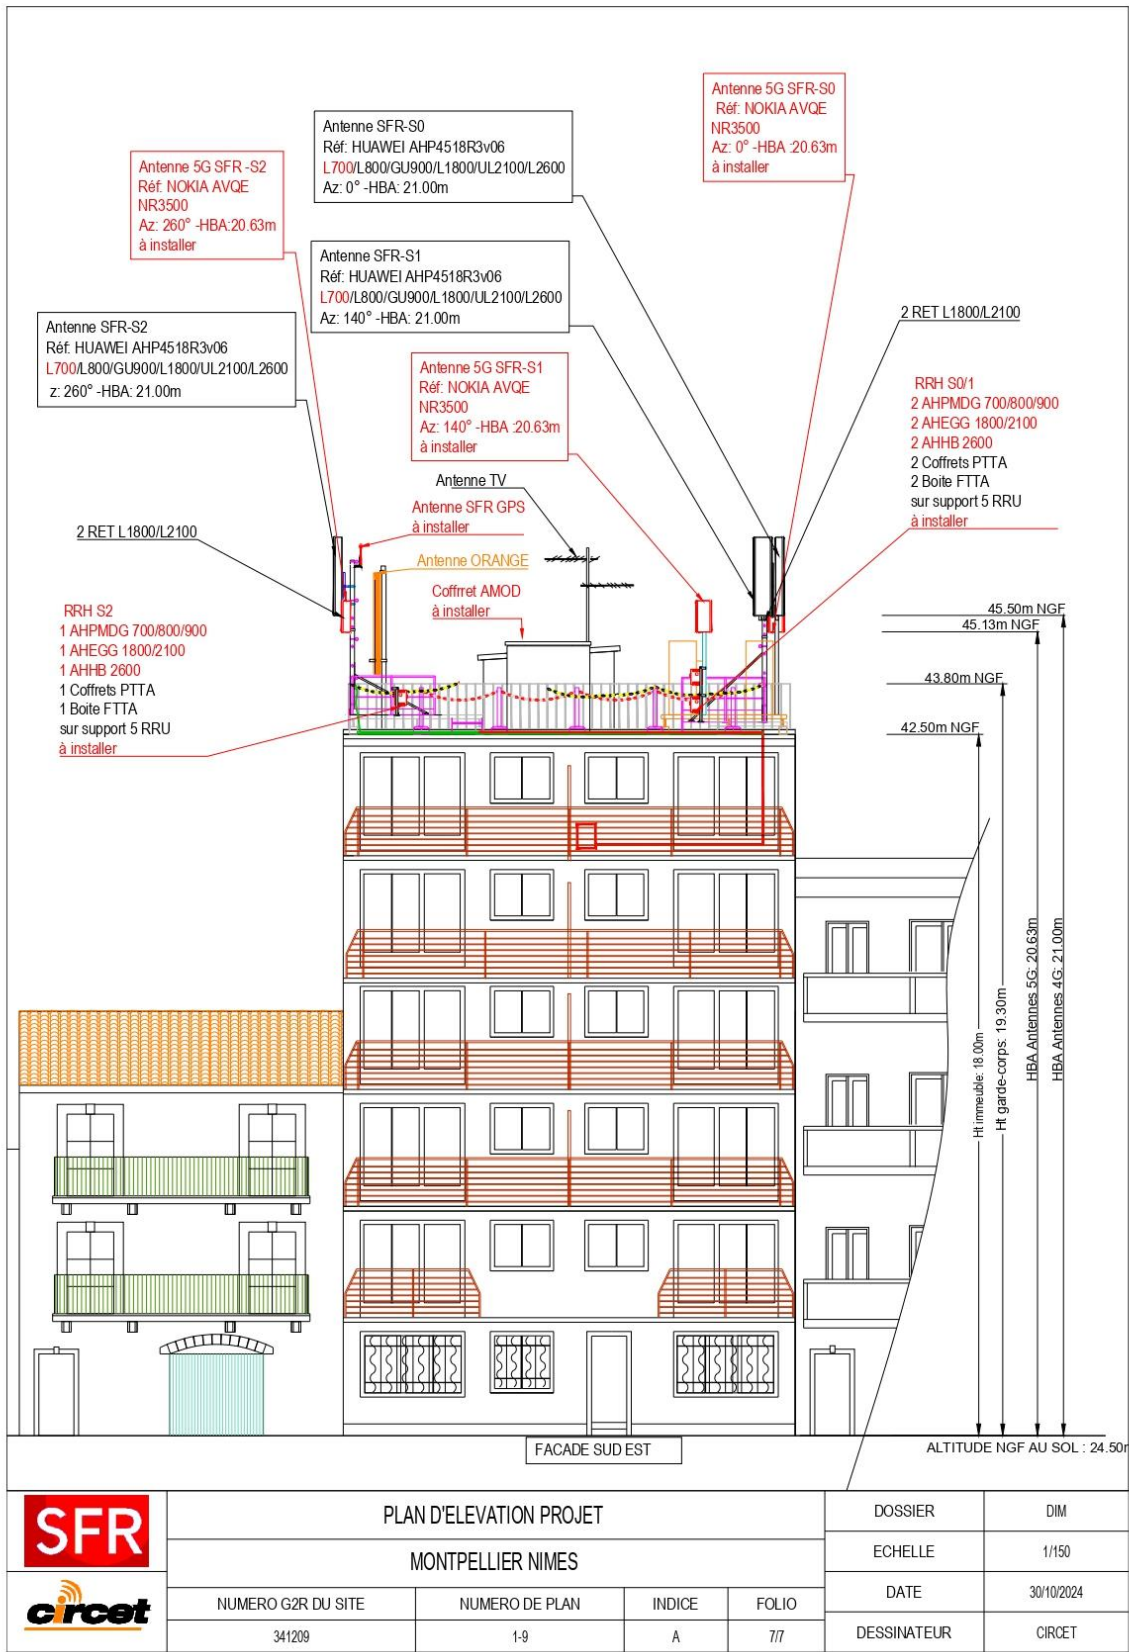 Antenne 5G SFR-S0
Réf: NOKIA AVQE
NR3500
Az: 0° -HBA :20.63m
à installer
Antenne SFR-S0
Réf: HUAWEI AHP4518R3v06
L700/L800/GU900/L1800/UL2100/L2600
Az: 0° -HBA: 21.00m
Antenne 5G SFR -S2
Réf: NOKIA AVQE
NR3500
Az: 260° -HBA:20.63m
à installer
Antenne SFR-S1
Réf: HUAWEI AHP4518R3v06
L700/L800/GU900/L1800/UL2100/L2600
Az: 140° -HBA: 21.00m
Antenne SFR-S2
Réf: HUAWEI AHP4518R3v06
L700/L800/GU900/L1800/UL2100/L2600
z: 260° -HBA: 21.00m
2 RET L1800/L2100
Antenne 5G SFR-S1
Réf: NOKIA AVQE
NR3500
Az: 140° -HBA :20.63m
à installer
RRH S0/1
2 AHPMDG 700/800/900
2 AHEGG 1800/2100
2 AHHB 2600
2 Coffrets PTTA
2 Boite FTTA
sur support 5 RRU
à installer
Antenne TV
Antenne SFR GPS
à installer
2 RET L1800/L2100
Antenne ORANGE
Coffrret AMOD
à installer
RRH S2
1 AHPMDG 700/800/900
1 AHEGG 1800/2100
1 AHHB 2600
1 Coffrets PTTA
1 Boite FTTA
sur support 5 RRU
à installer
45.50m NGF
45.13m NGF
43.80m NGF
42.50m NGF
Ht immeuble: 18.00m
Ht garde-corps: 19.30m
HBA Antennes 5G: 20.63m
HBA Antennes 4G: 21.00m
FACADE SUD EST
ALTITUDE NGF AU SOL : 24.50m
SFR
circet
PLAN D'ELEVATION PROJET
MONTPELLIER NIMES
NUMERO G2R DU SITE
NUMERO DE PLAN
INDICE
FOLIO
341209
1-9
A
7/7
DOSSIER
DIM
ECHELLE
1/150
DATE
30/10/2024
DESSINATEUR
CIRCET